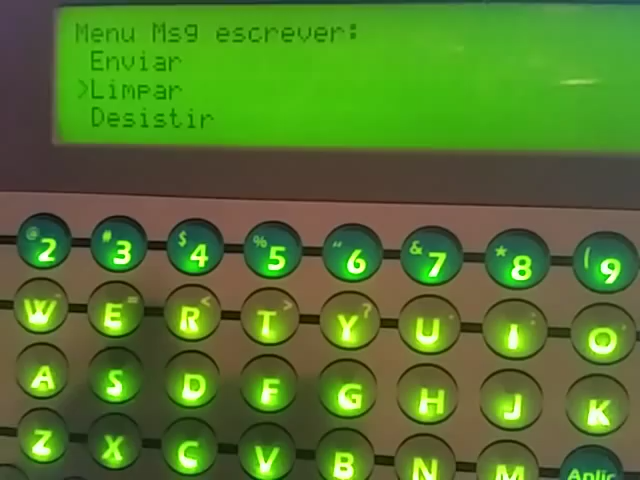 Menu Msg escrever:
Enviar
>Limpar
Desistir
@ 2 # 3 $ 4 % 5 " 6 & 7 * 8 ( 9
W E = R < T > Y ? U I : O
A S D F G H J K
Z X C V B N M Aplic